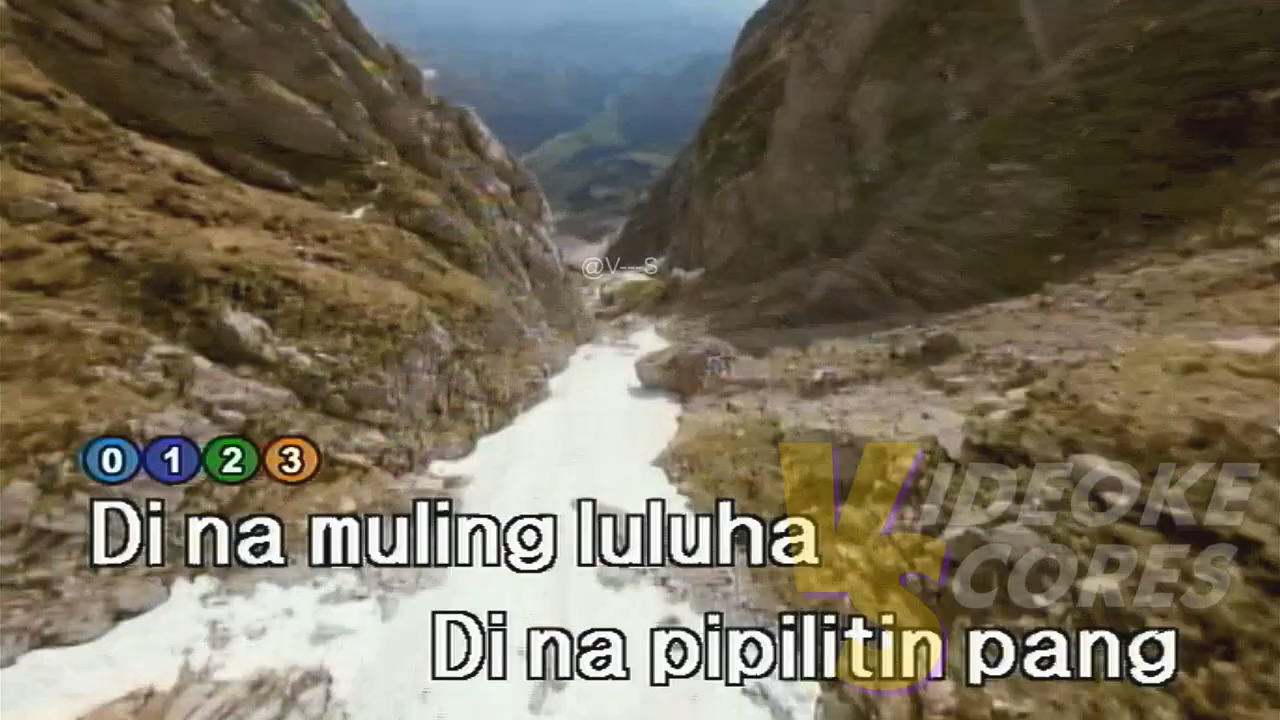 @V---S
0 1 2 3
Di na muling luluha
VIDEOKE
SCORES
Di na pipilitin pang